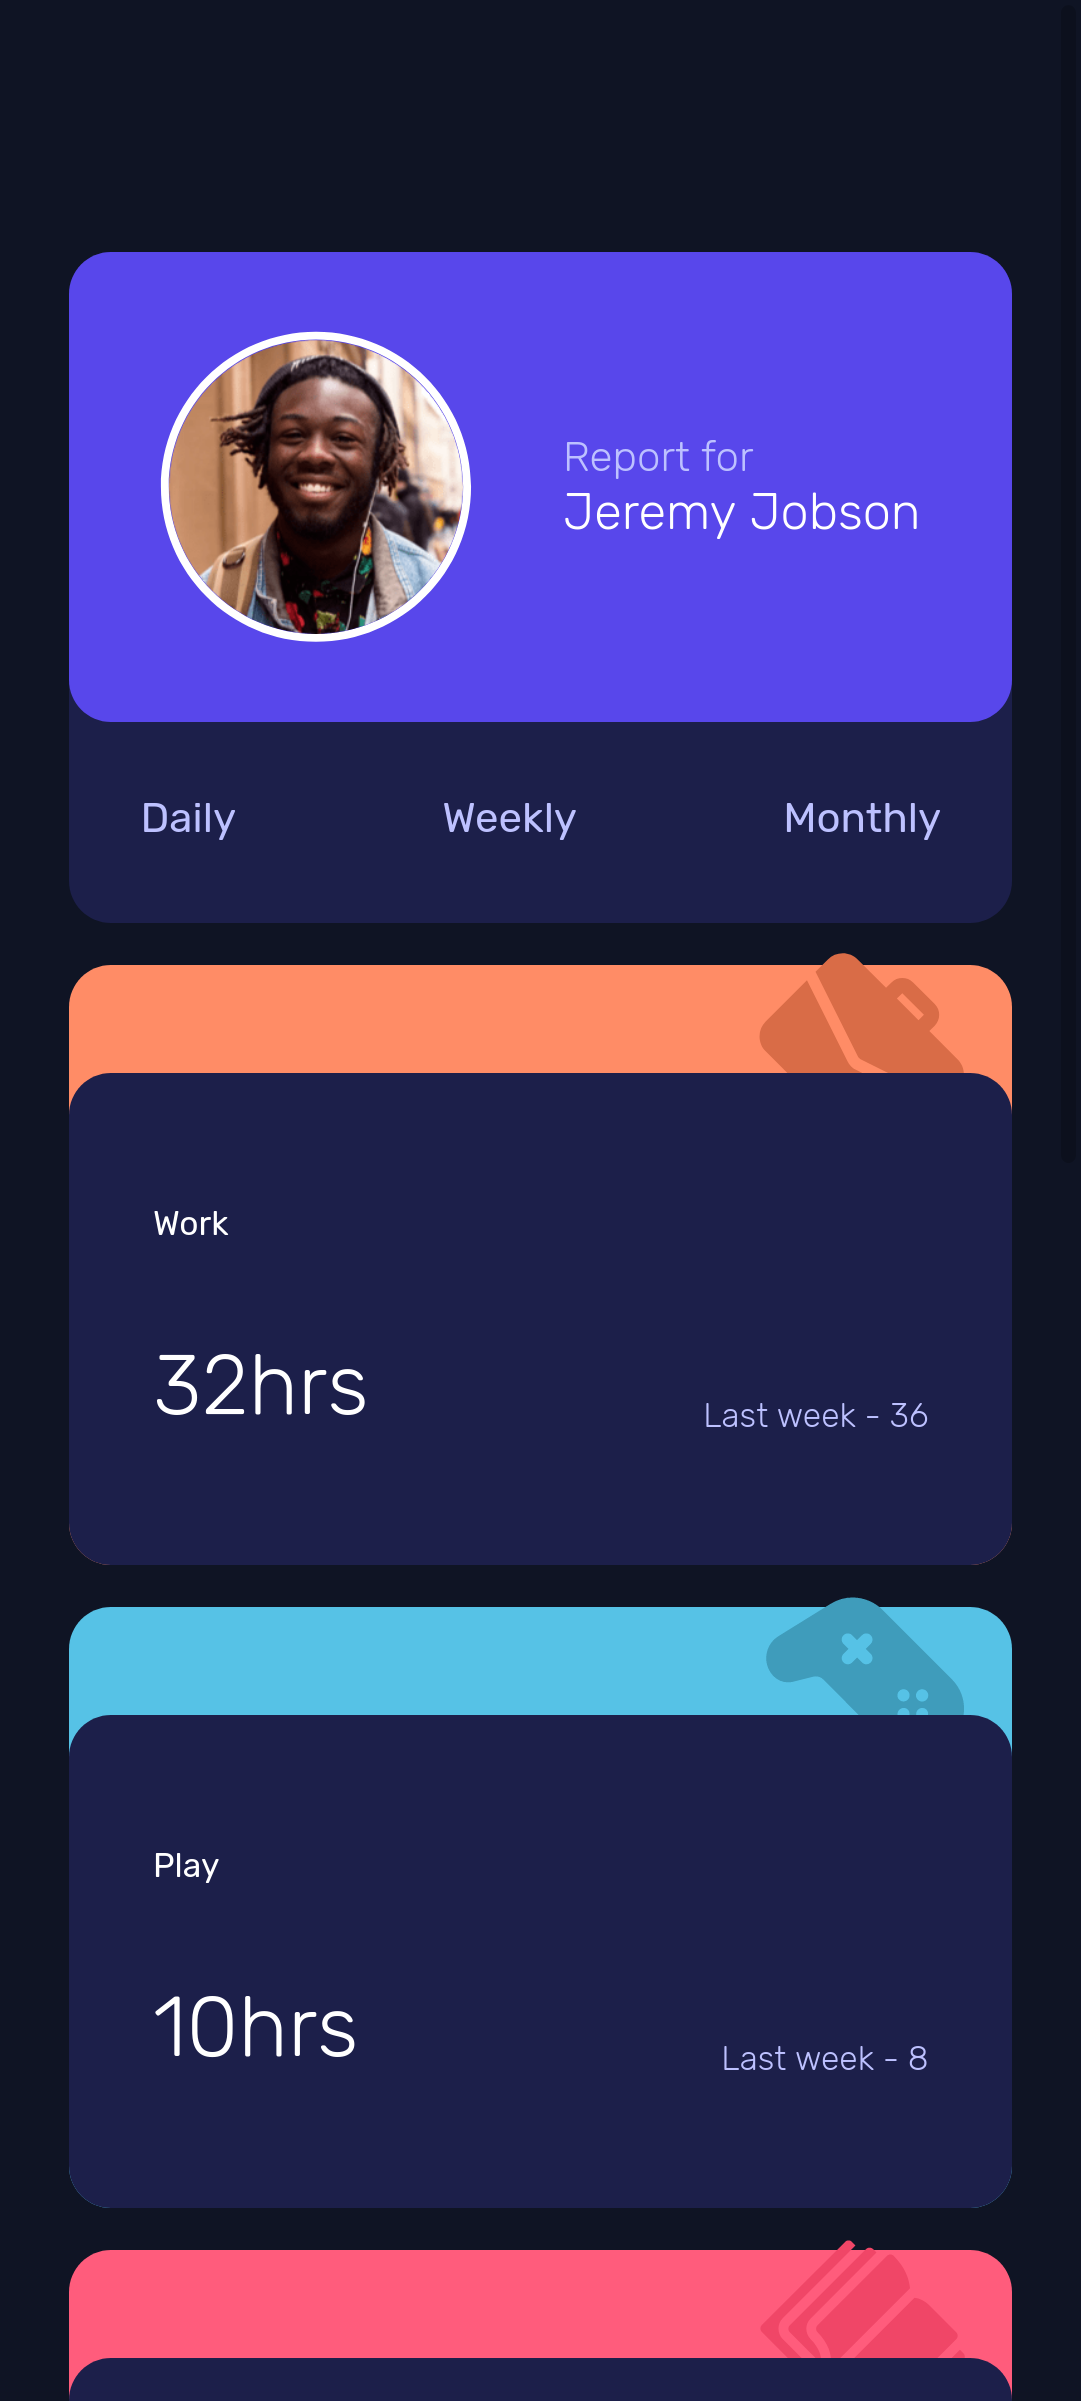 Report for
Jeremy Jobson
Daily Weekly Monthly
Work
32hrs
Last week - 36
Play
10hrs
Last week - 8